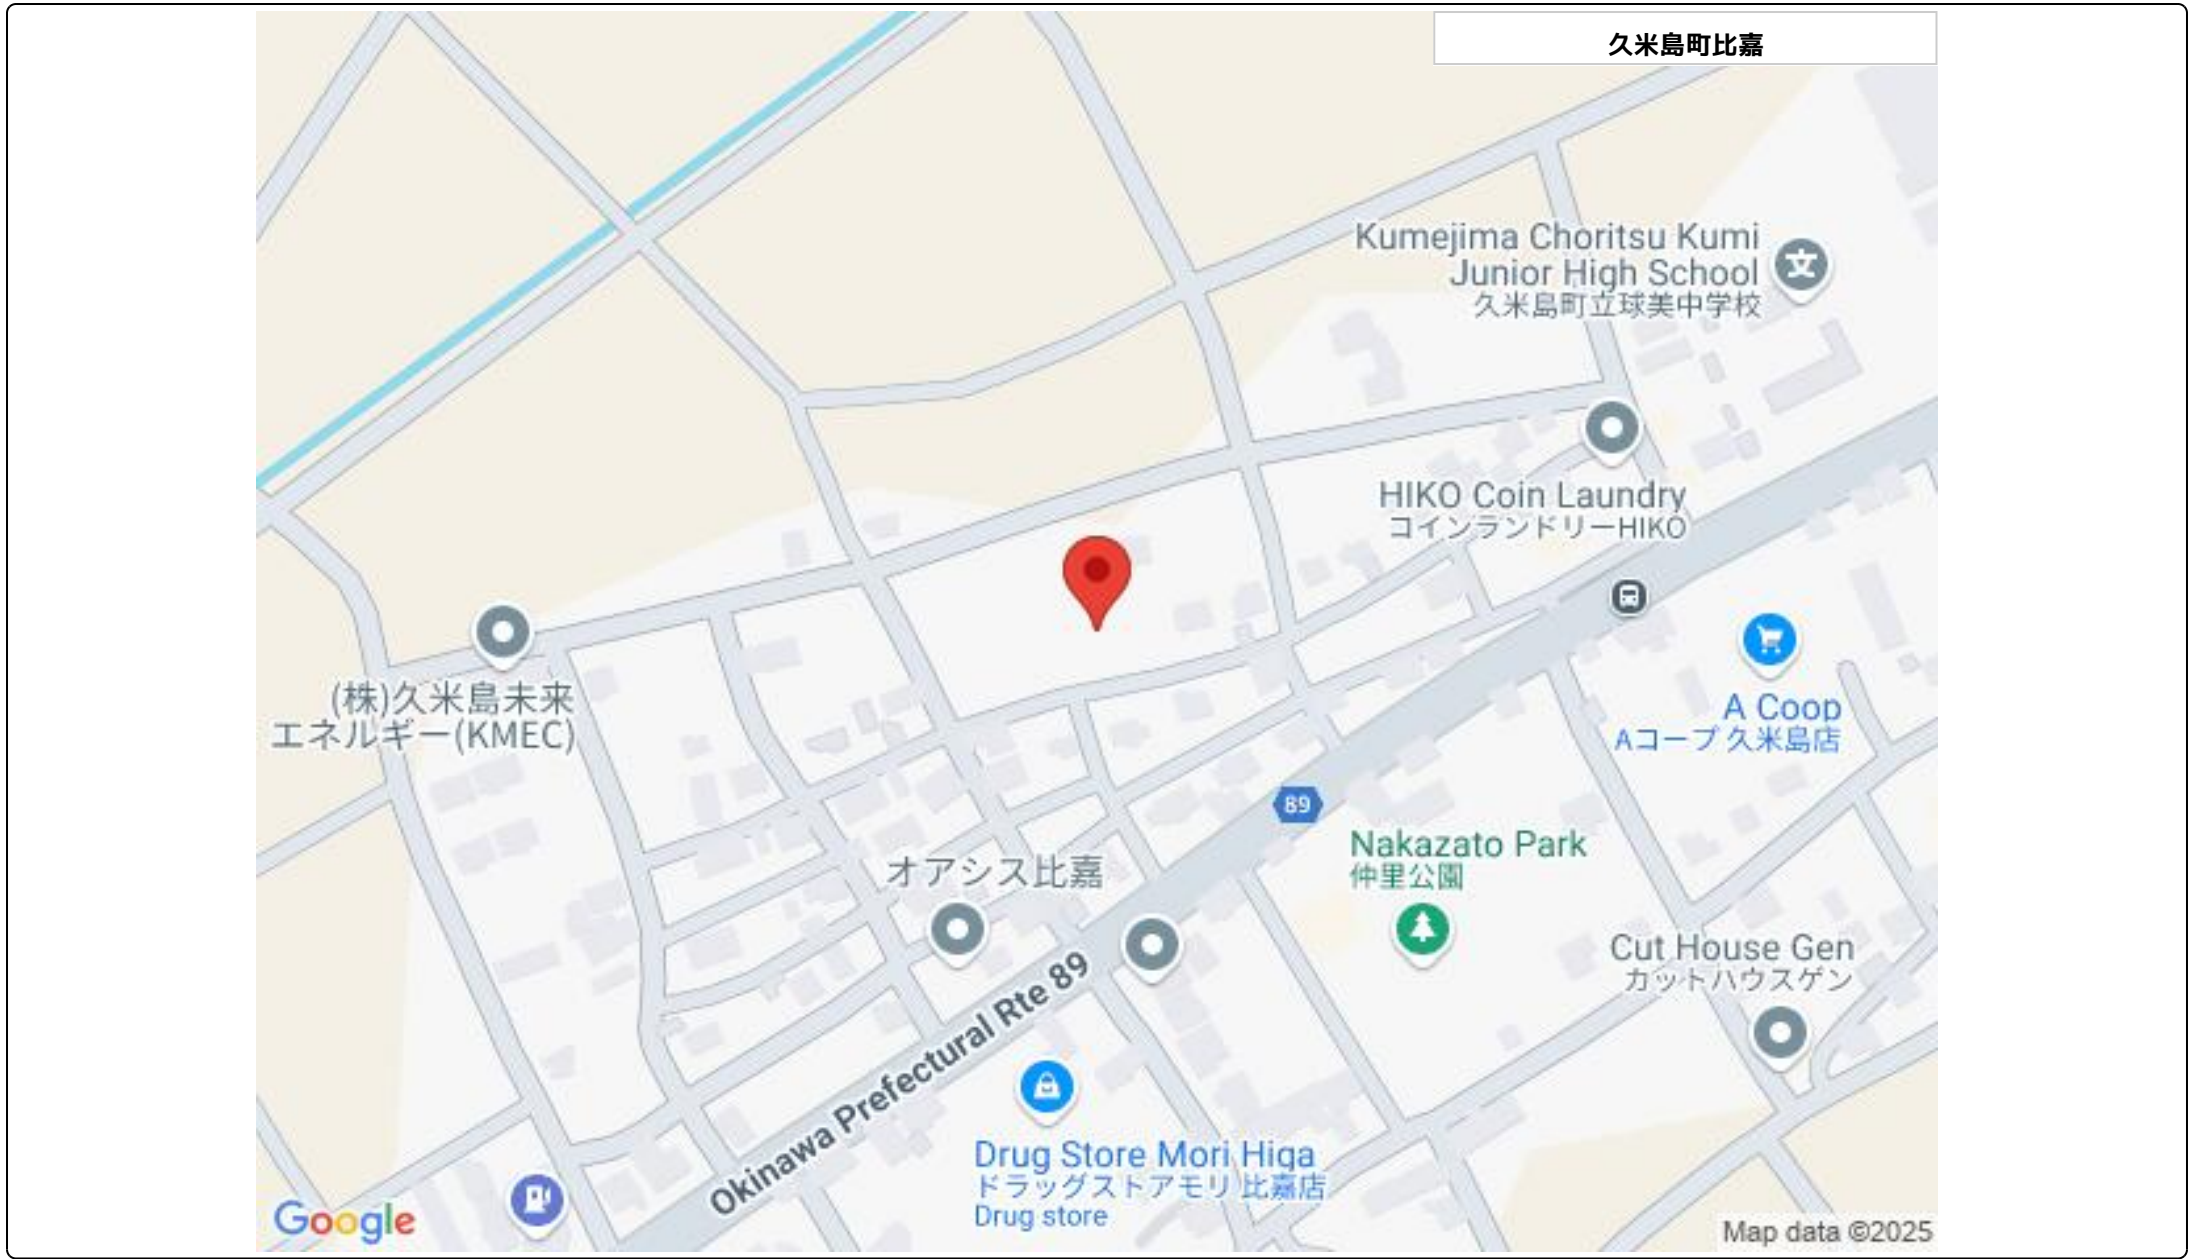 久米島町比嘉
Kumejima Choritsu Kumi
Junior High School
久米島町立球美中学校
文
HIKO Coin Laundry
コインランドリーHIKO
(株)久米島未来
エネルギー(KMEC)
A Coop
Aコープ 久米島店
89
Nakazato Park
仲里公園
オアシス比嘉
Cut House Gen
カットハウスゲン
Okinawa Prefectural Rte 89
Drug Store Mori Higa
ドラッグストアモリ 比嘉店
Drug store
Google
Map data ©2025